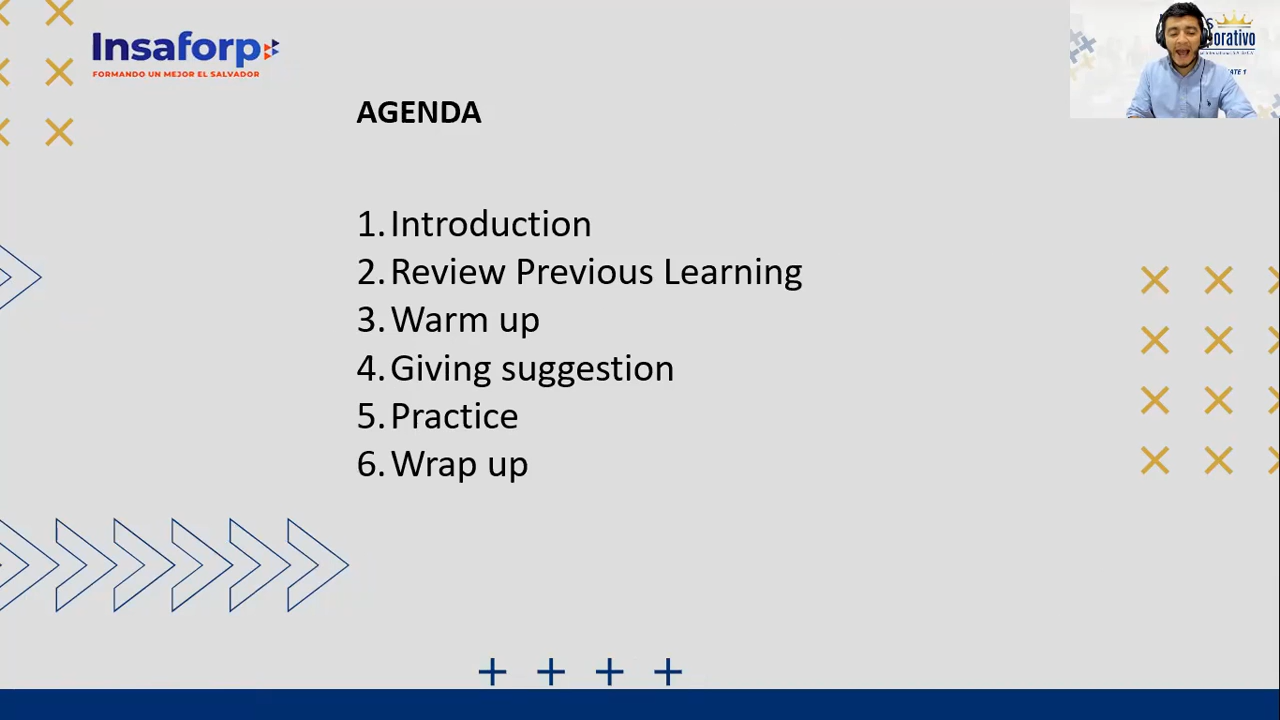 Insaforp
FORMANDO UN MEJOR EL SALVADOR
AGENDA
1. Introduction
2. Review Previous Learning
3. Warm up
4. Giving suggestion
5. Practice
6. Wrap up